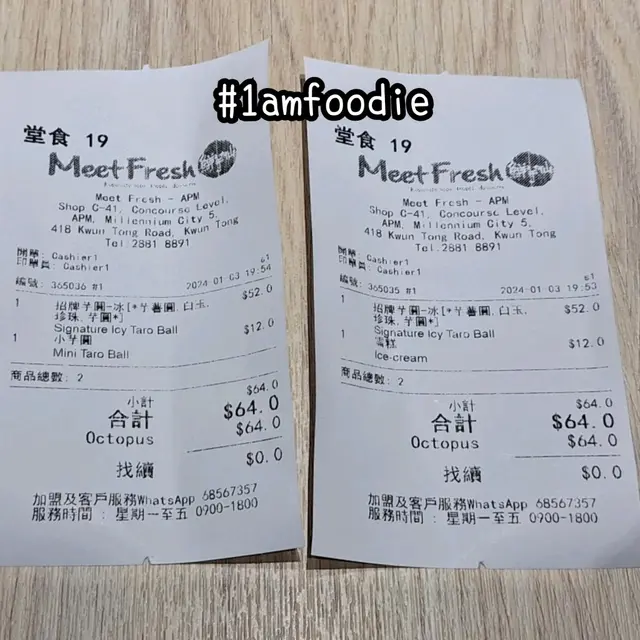 #1amfoodie
堂食 19
Meet Fresh 鮮芋仙
Meet Fresh - APM
Shop C-41, Concourse Level,
APM, Millennium City 5,
418 Kwun Tong Road, Kwun Tong
Tel.2881 8891
開單: Cashier1
印單員: Cashier1
61
編號: 365036 #1 2024-01-03 19:54
1 招牌芋圓-冰[*芋薯圓, 白玉, $52.0
珍珠, 芋圓*]
Signature Icy Taro Ball
1 小芋圓 $12.0
Mini Taro Ball
商品總數: 2
小計 $64.0
合計 $64.0
Octopus $64.0
找續 $0.0
加盟及客戶服務WhatsApp 68567357
服務時間 : 星期一至五 0900-1800
堂食 19
Meet Fresh 鮮芋仙
Meet Fresh - APM
Shop C-41, Concourse Level,
APM, Millennium City 5,
418 Kwun Tong Road, Kwun Tong
Tel.2881 8891
開單: Cashier1
印單員: Cashier1
61
編號: 365035 #1 2024-01-03 19:53
1 招牌芋圓-冰[*芋薯圓, 白玉, $52.0
珍珠, 芋圓*]
Signature Icy Taro Ball
1 雪糕 $12.0
Ice-cream
商品總數: 2
小計 $64.0
合計 $64.0
Octopus $64.0
找續 $0.0
加盟及客戶服務WhatsApp 68567357
服務時間 : 星期一至五 0900-1800